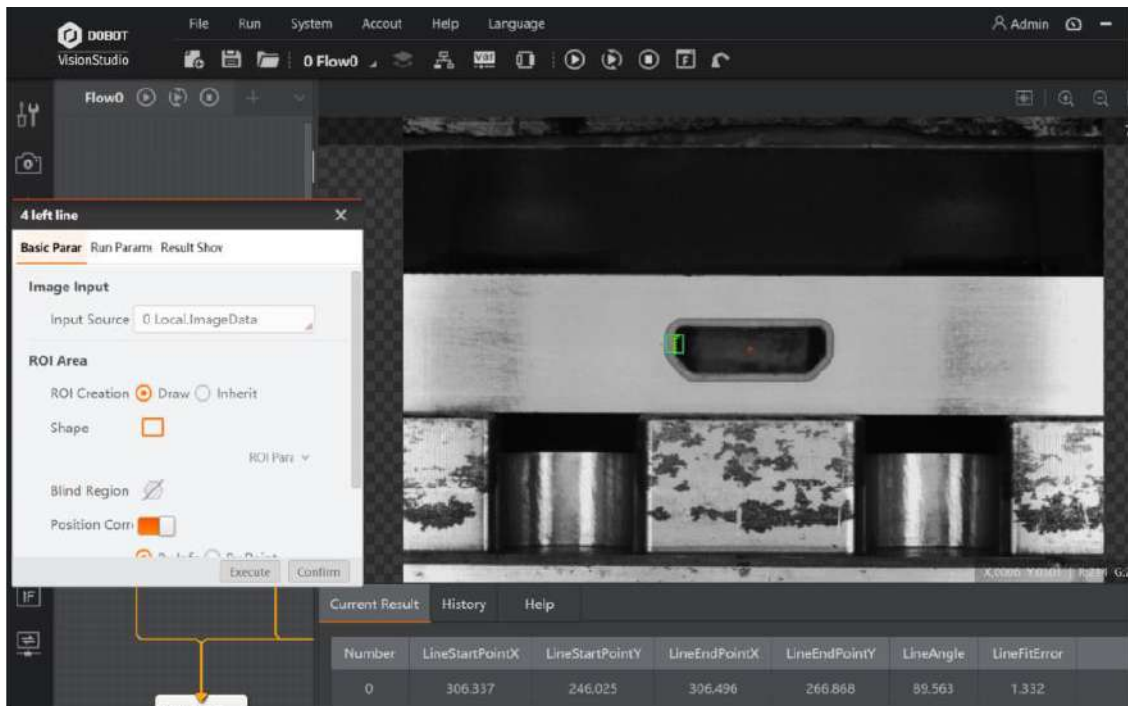 File Run System Accout Help Language Admin
DOBOT
VisionStudio
0 Flow0
Flow0
4 left line
Basic Parar Run Param Result Shov
Image Input
Input Source 0 Local.ImageData
ROI Area
ROI Creation Draw Inherit
Shape
ROI Para
Blind Region
Position Corr
Execute Confirm
IF
Current Result History Help
Number LineStartPointX LineStartPointY LineEndPointX LineEndPointY LineAngle LineFitError
0 306.337 246.025 306.496 266.868 89.563 1.332